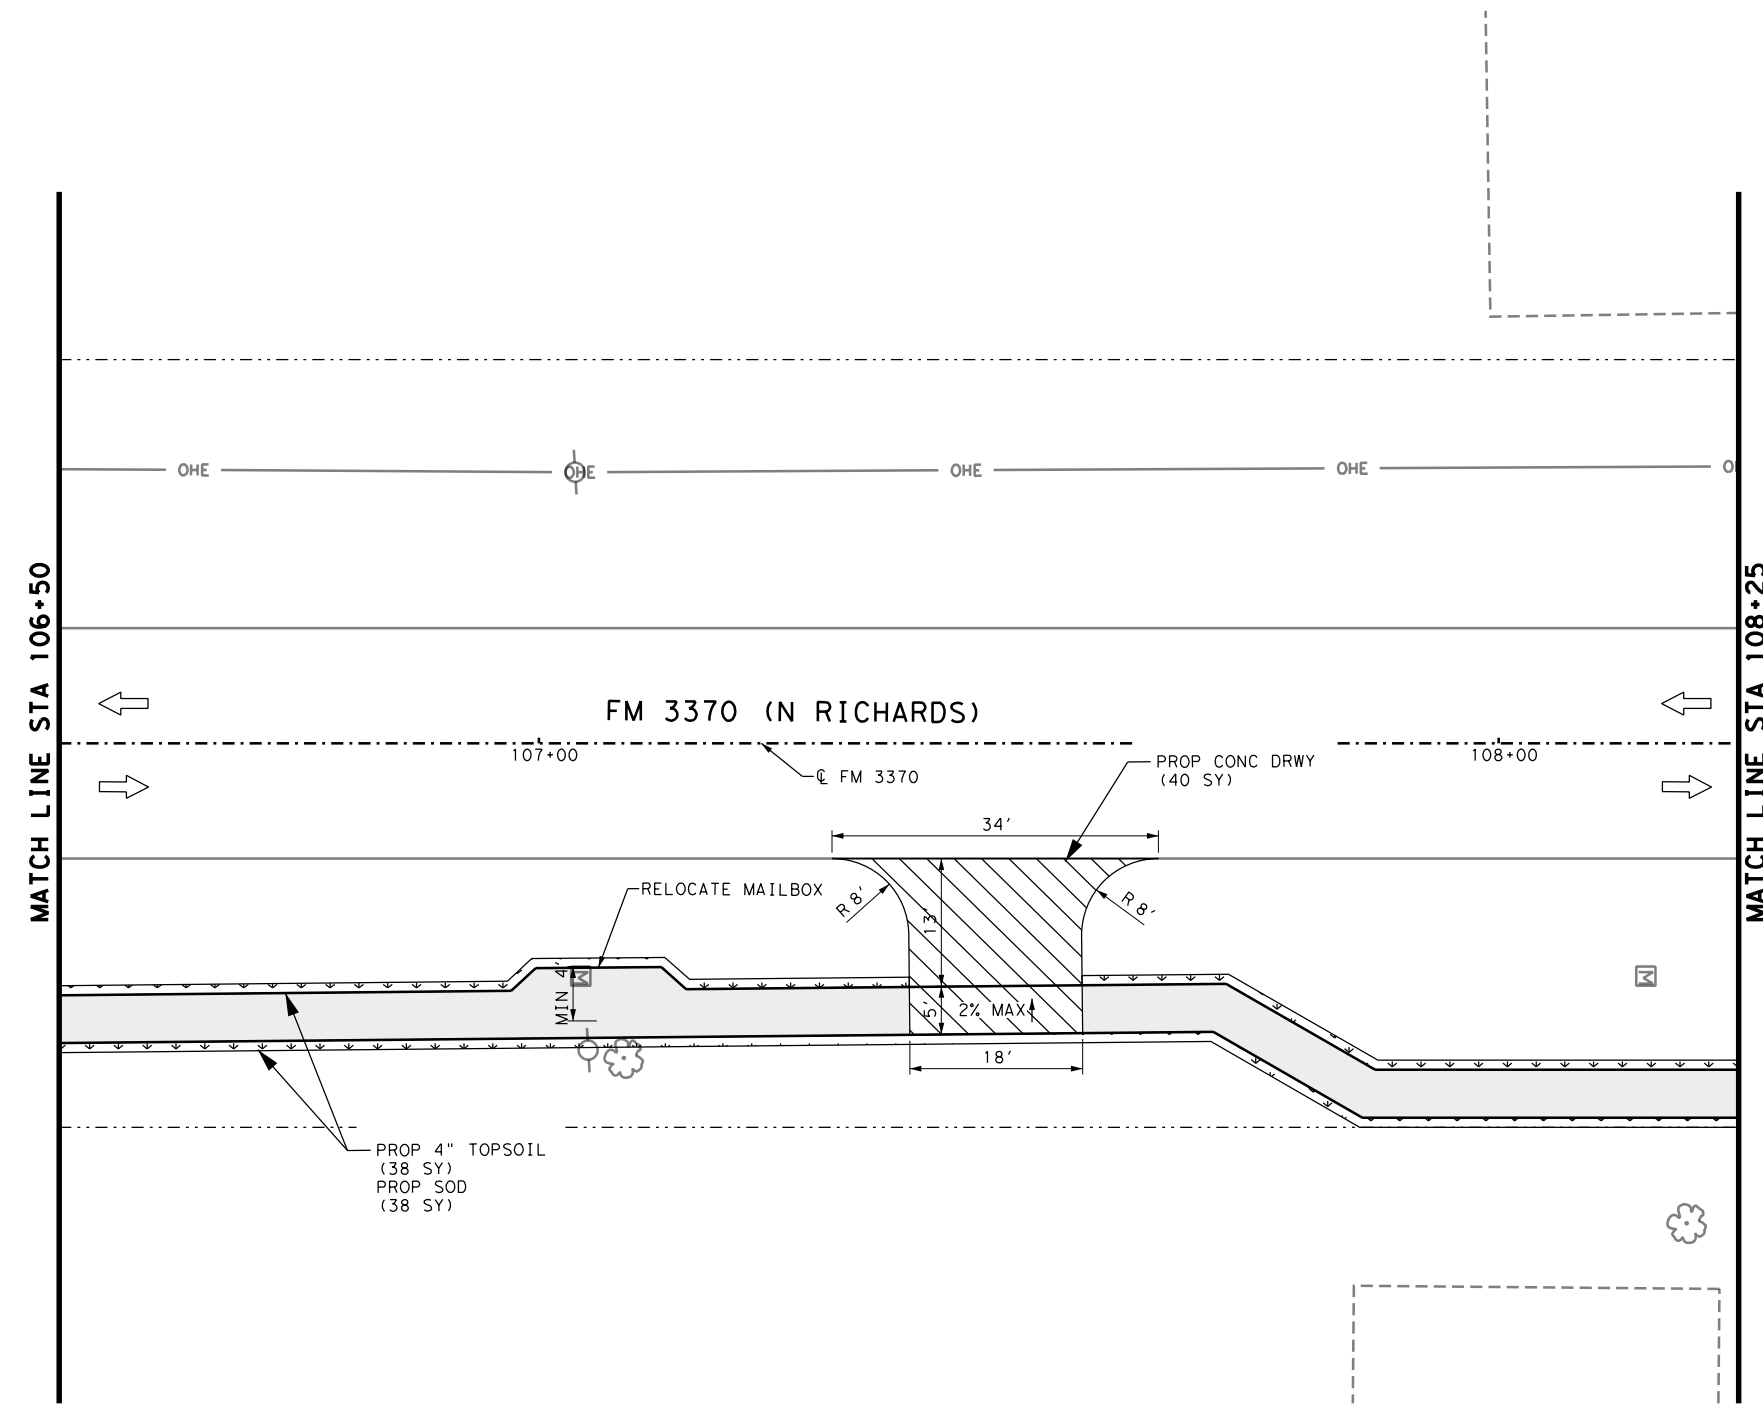 OHE
OHE
OHE
OHE
MATCH LINE STA 106+50
MATCH LINE STA 108+25
FM 3370 (N RICHARDS)
107+00
108+00
℄ FM 3370
PROP CONC DRWY
(40 SY)
34'
RELOCATE MAILBOX
R 8'
R 8'
13'
MIN 4'
M
M
5'
2% MAX
18'
PROP 4" TOPSOIL
(38 SY)
PROP SOD
(38 SY)